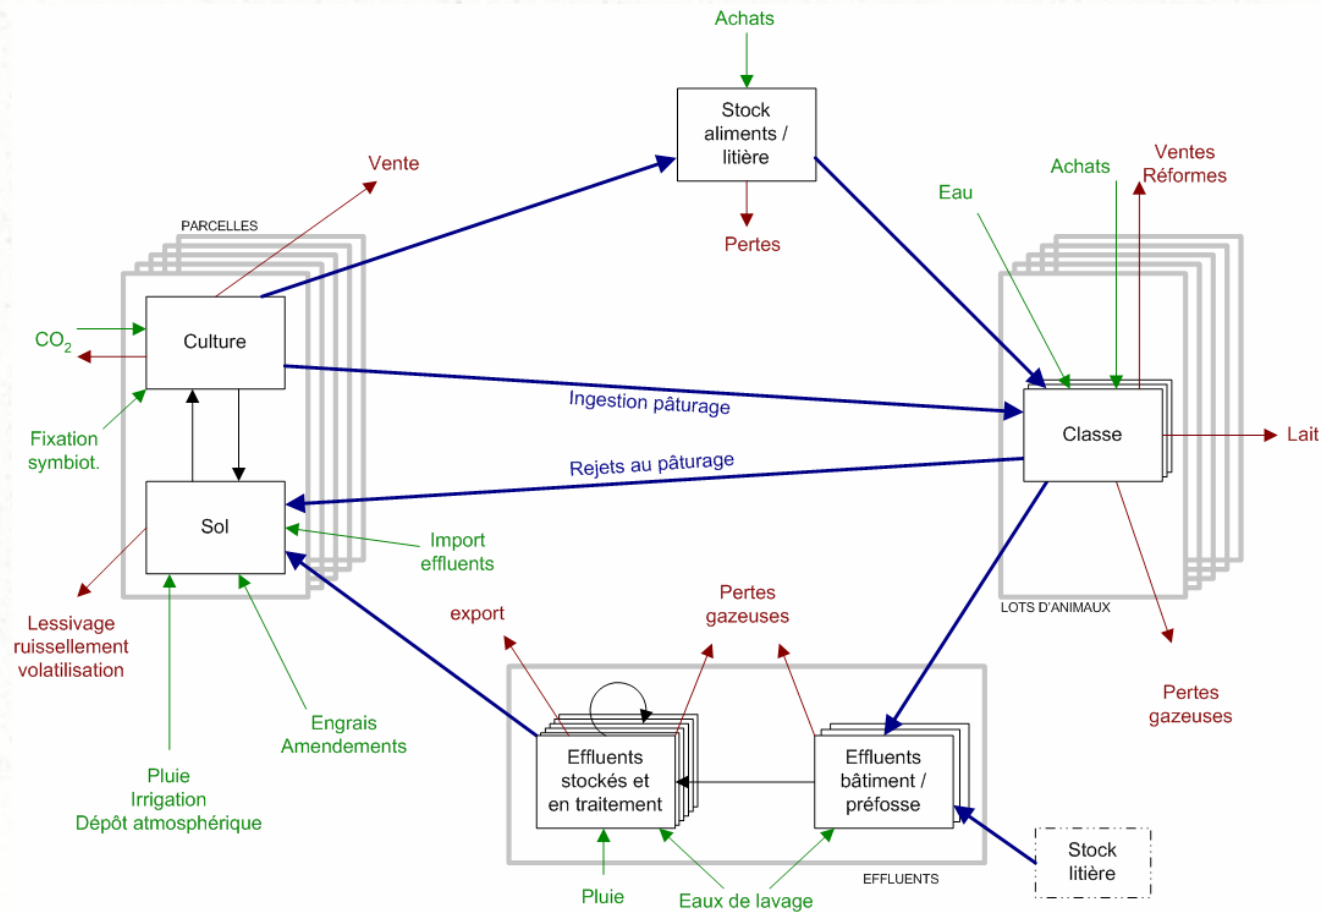 Achats
Stock
aliments /
litière
Pertes
Vente
Ventes
Réformes
Achats
Eau
PARCELLES
CO2
Culture
Fixation
symbiot.
Ingestion pâturage
Classe
Lait
Rejets au pâturage
Sol
Import
effluents
LOTS D'ANIMAUX
Lessivage
ruissellement
volatilisation
export
Pertes
gazeuses
Pertes
gazeuses
Engrais
Amendements
Pluie
Irrigation
Dépôt atmosphérique
Effluents
stockés et
en traitement
Effluents
bâtiment /
préfosse
Stock
litière
EFFLUENTS
Pluie
Eaux de lavage